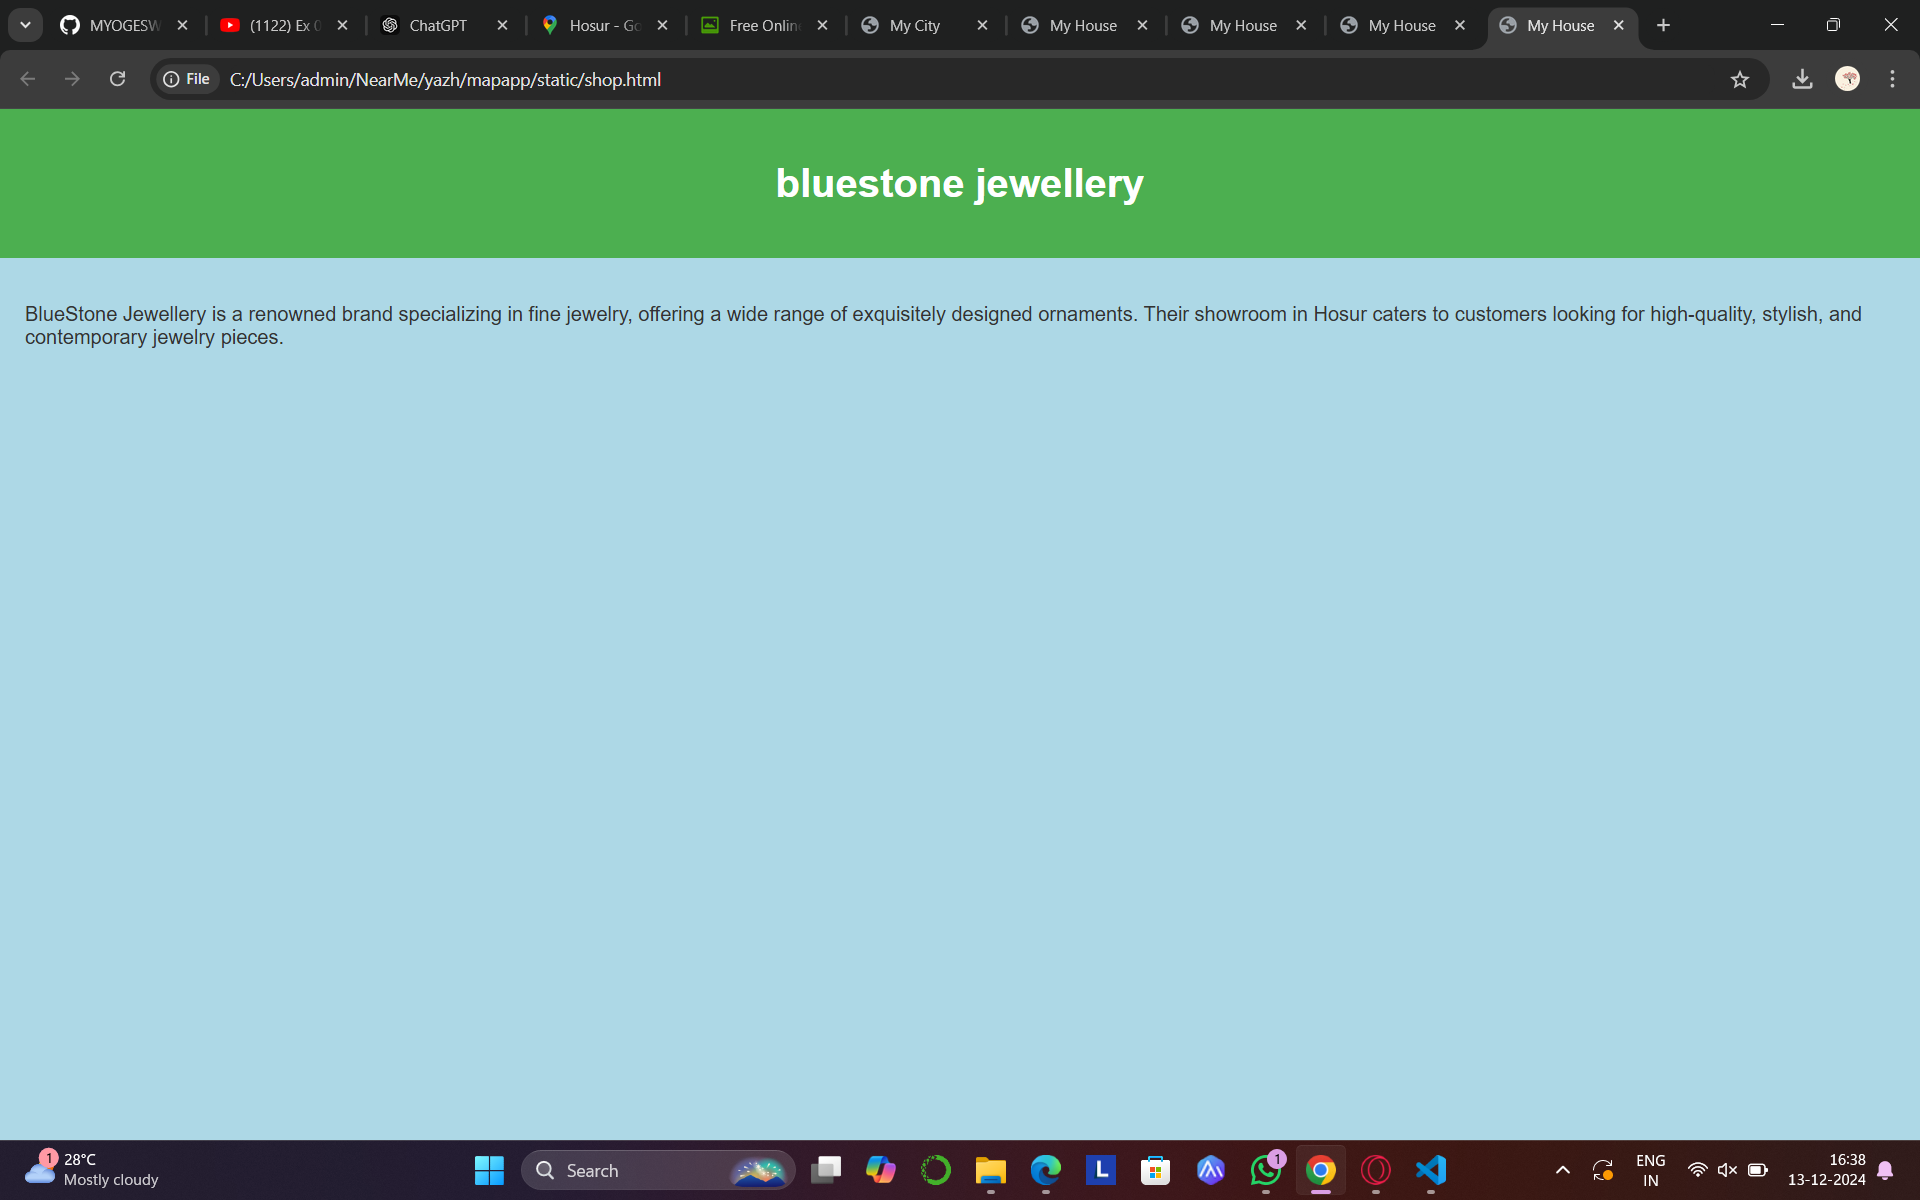 MYOGESW
(1122) Ex 0
ChatGPT
Hosur - Go
Free Onlin
My City
My House
My House
My House
My House
File
C:/Users/admin/NearMe/yazh/mapapp/static/shop.html
bluestone jewellery
BlueStone Jewellery is a renowned brand specializing in fine jewelry, offering a wide range of exquisitely designed ornaments. Their showroom in Hosur caters to customers looking for high-quality, stylish, and
contemporary jewelry pieces.
1
28°C
Mostly cloudy
Search
L
1
ENG
IN
16:38
13-12-2024